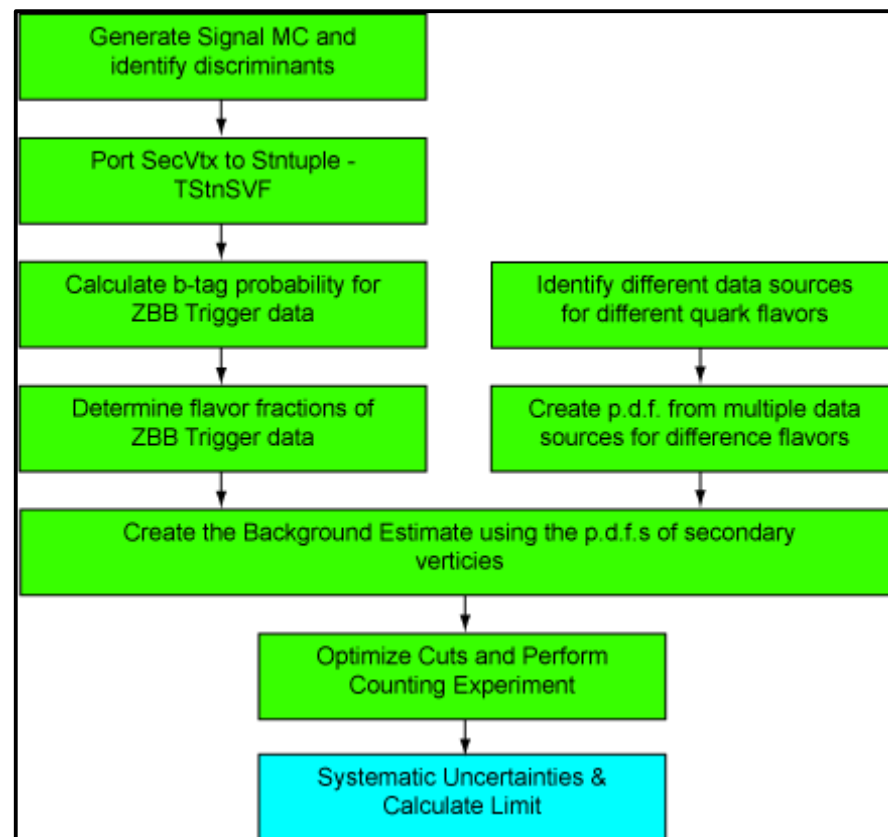 Generate Signal MC and
identify discriminants
Port SecVtx to Stntuple -
TStnSVF
Calculate b-tag probability for
ZBB Trigger data
Identify different data sources
for different quark flavors
Determine flavor fractions of
ZBB Trigger data
Create p.d.f. from multiple data
sources for difference flavors
Create the Background Estimate using the p.d.f.s of secondary
verticies
Optimize Cuts and Perform
Counting Experiment
Systematic Uncertainties &
Calculate Limit